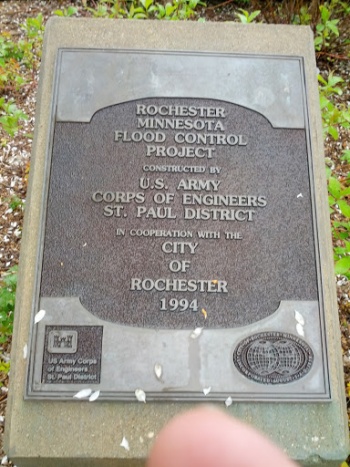 ROCHESTER
MINNESOTA
FLOOD CONTROL
PROJECT
CONSTRUCTED BY
U.S. ARMY
CORPS OF ENGINEERS
ST. PAUL DISTRICT
IN COOPERATION WITH THE
CITY
OF
ROCHESTER
1994
US Army Corps
of Engineers
St. Paul District